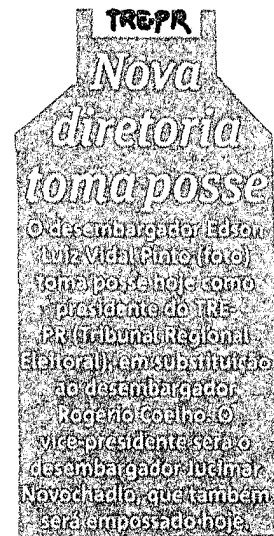 TRE-PR
Nova
diretoria
toma posse
O desembargador Edson
Luiz Vidal Pinto (foto)
toma posse hoje como
presidente do TRE-
PR (Tribunal Regional
Eleitoral), em substituição
ao desembargador
Rogério Coelho. O
vice-presidente será o
desembargador Jucimar
Novochadlo, que também
será empossado hoje.